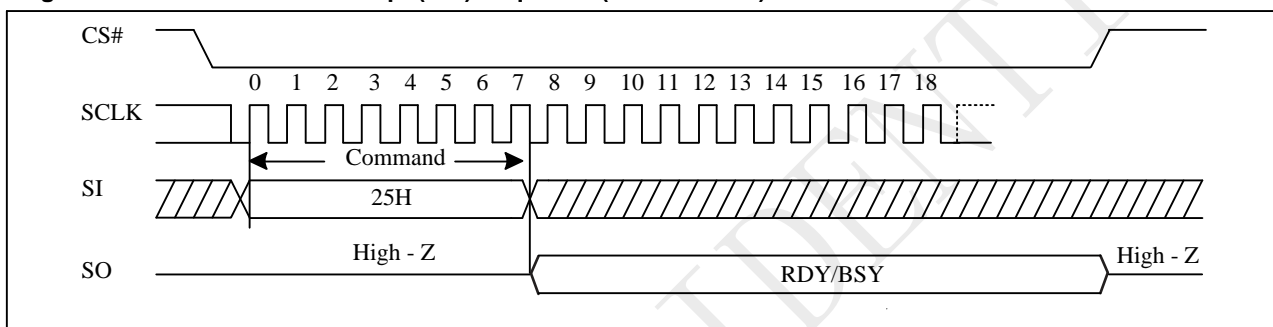 CS#
0 1 2 3 4 5 6 7 8 9 10 11 12 13 14 15 16 17 18
SCLK
Command
SI
25H
High - Z
High - Z
SO
RDY/BSY